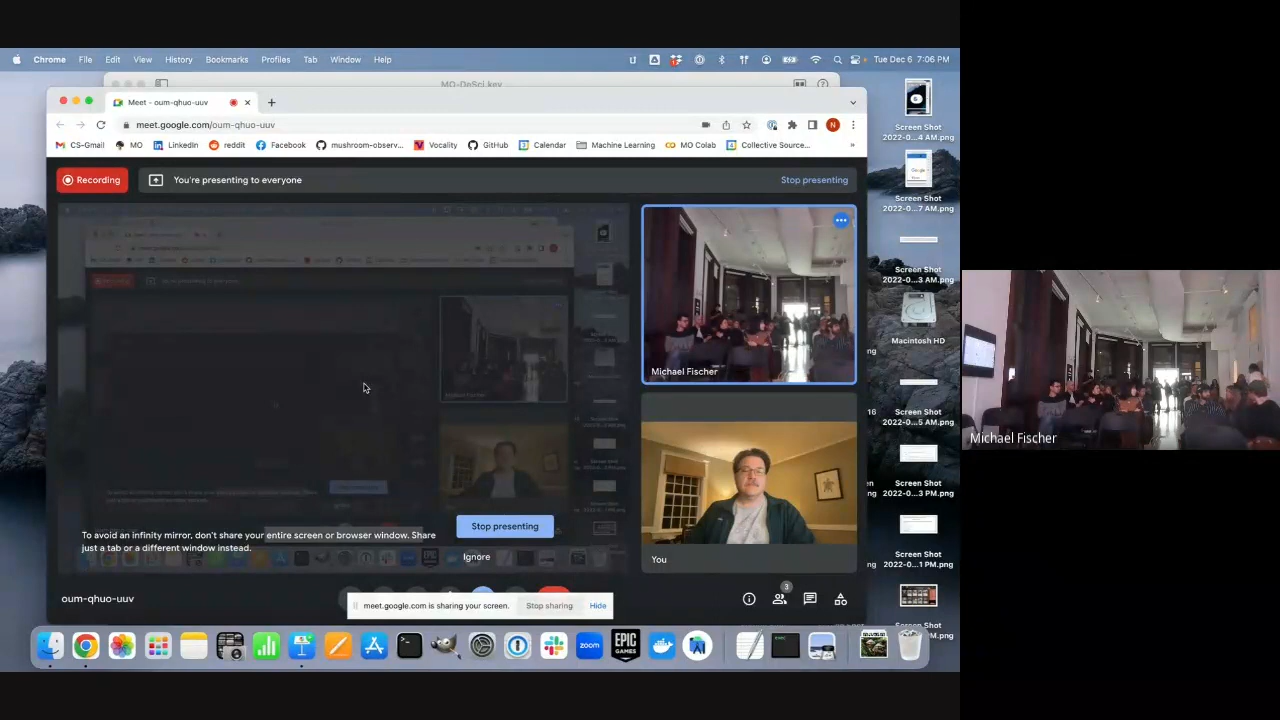 Chrome File Edit View History Bookmarks Profiles Tab Window Help
Tue Dec 6 7:06 PM
MO-DeSci.key
Meet - oum-qhuo-uuv
meet.google.com/oum-qhuo-uuv
N
CS-Gmail MO LinkedIn reddit Facebook mushroom-observ... Vocality GitHub Calendar Machine Learning MO Colab Collective Source...
Recording
You're presenting to everyone
Stop presenting
Michael Fischer
You
To avoid an infinity mirror, don't share your entire screen or browser window. Share
just a tab or a different window instead.
Stop presenting
Ignore
oum-qhuo-uuv
meet.google.com is sharing your screen.
Stop sharing
Hide
3
Screen Shot
2022-0...4 AM.png
Screen Shot
2022-0...7 AM.png
Screen Shot
2022-0...3 AM.png
Macintosh HD
Screen Shot
2022-0...5 AM.png
Screen Shot
2022-0...3 PM.png
Screen Shot
2022-0...1 PM.png
Screen Shot
zoom
EPIC
GAMES
Michael Fischer